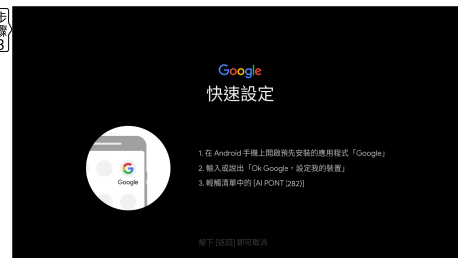 步驟3
Google
快速設定
1. 在 Android 手機上開啟預先安裝的應用程式「Google」
2. 輸入或說出「Ok Google，設定我的裝置」
3. 輕觸清單中的 [AI PONT (282)]
G
Google
按下 [返回] 即可取消